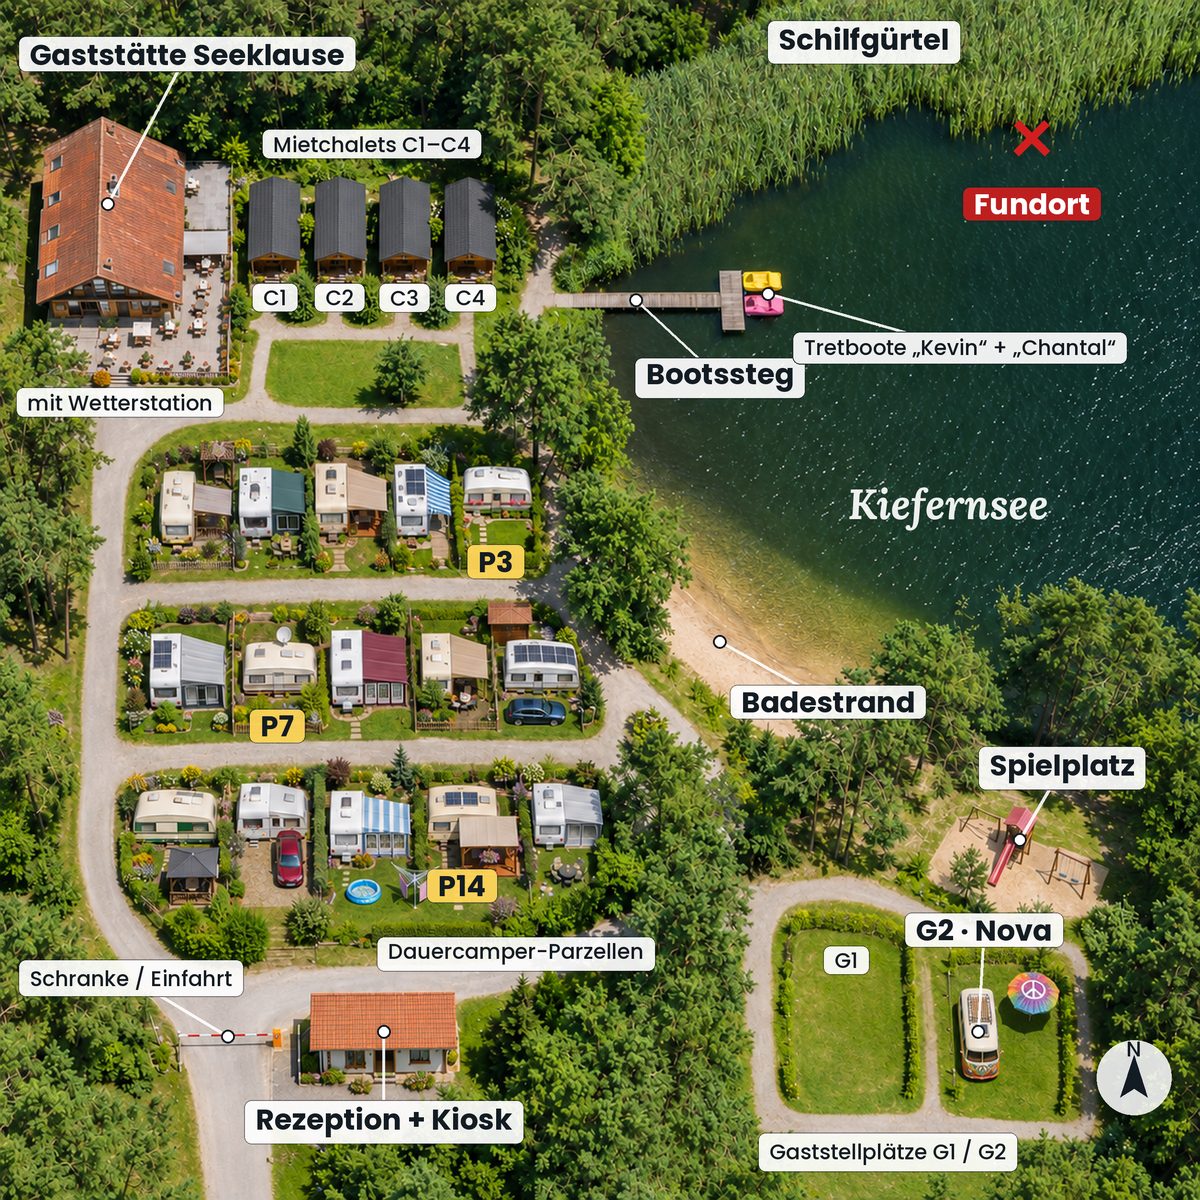 Schilfgürtel
Gaststätte Seeklause
Mietchalets C1–C4
Fundort
C1
C2
C3
C4
Tretboote „Kevin“ + „Chantal“
Bootssteg
mit Wetterstation
Kiefernsee
P3
Badestrand
P7
Spielplatz
P14
G2 · Nova
Dauercamper-Parzellen
G1
Schranke / Einfahrt
N
Rezeption + Kiosk
Gaststellplätze G1 / G2